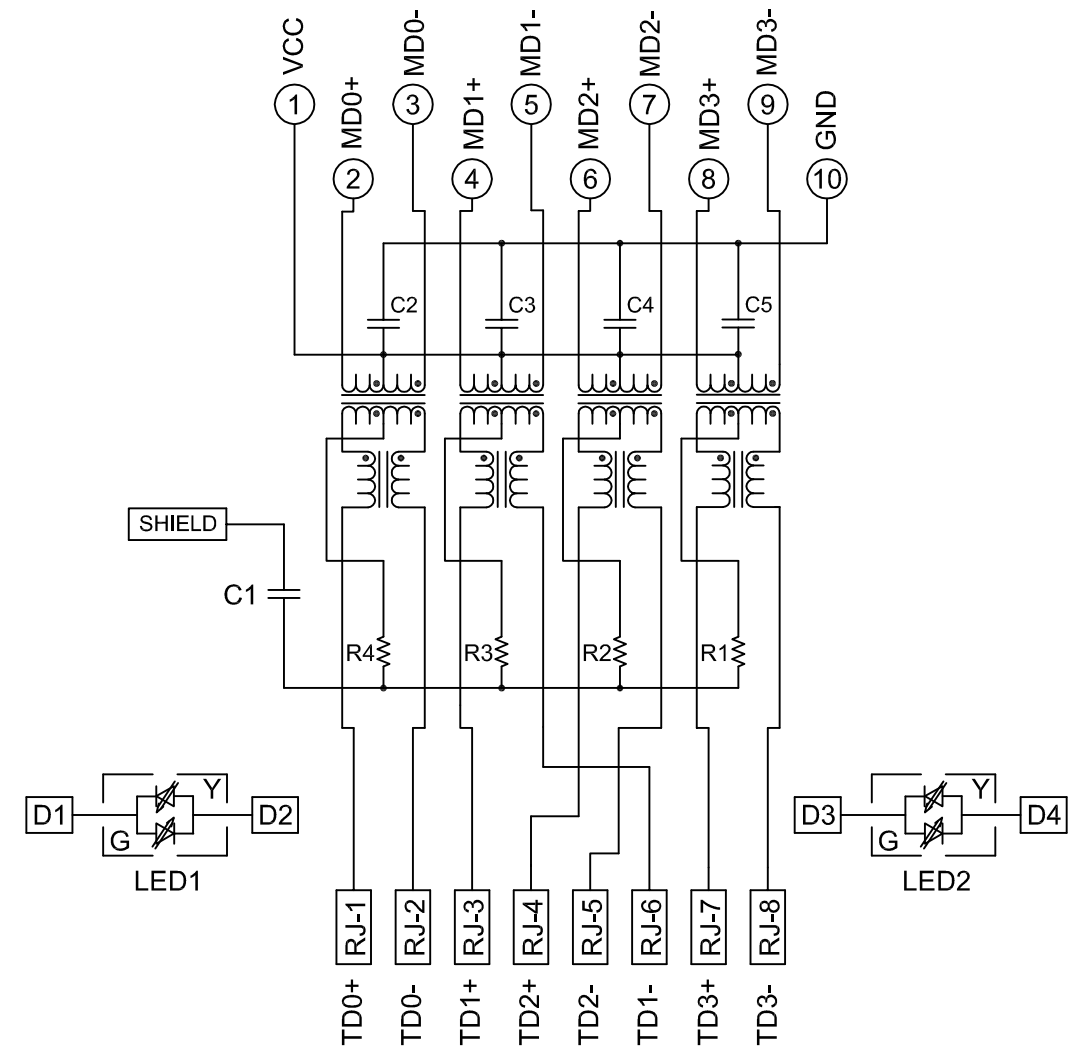 VCC
MD0+
MD0-
MD1+
MD1-
MD2+
MD2-
MD3+
MD3-
GND
1
3
5
7
9
2
4
6
8
10
C2
C3
C4
C5
SHIELD
C1
R4
R3
R2
R1
D1
Y
G
D2
LED1
D3
Y
G
D4
LED2
RJ-1
RJ-2
RJ-3
RJ-4
RJ-5
RJ-6
RJ-7
RJ-8
TD0+
TD0-
TD1+
TD2+
TD2-
TD1-
TD3+
TD3-